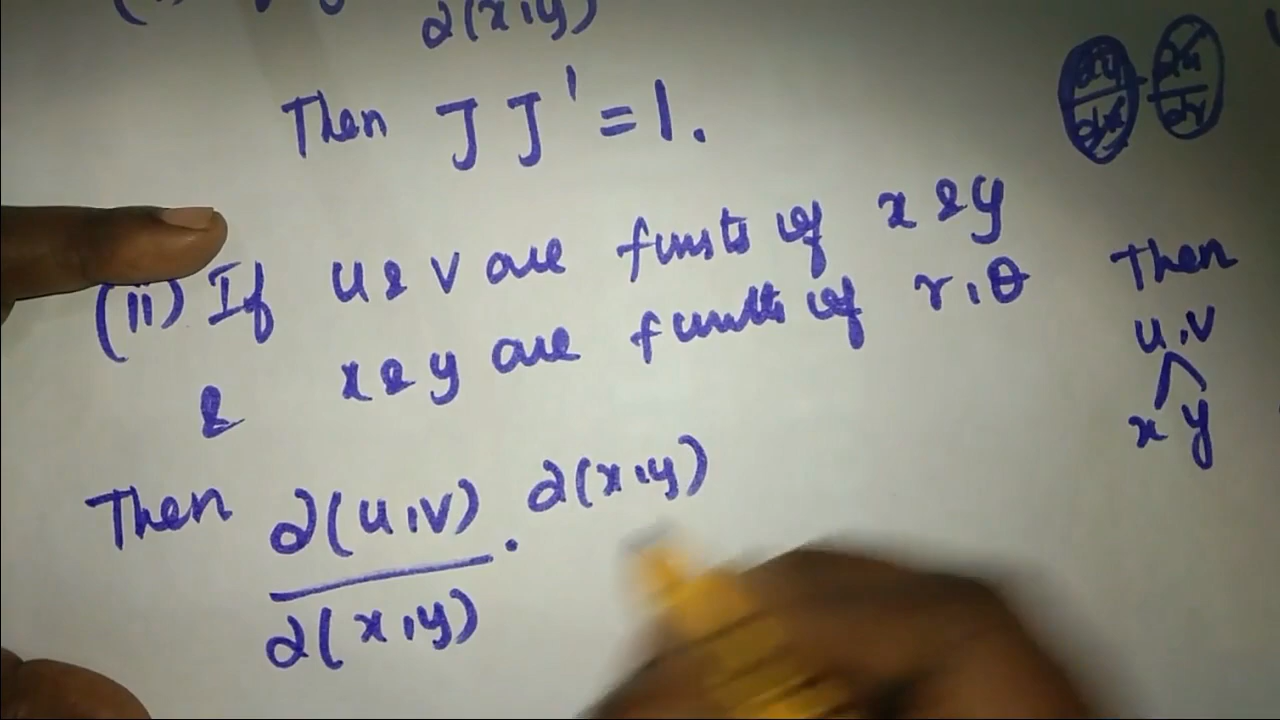 ∂(x,y)
Then J J' = 1.
(ii) If u & v are functs of x & y
& x & y are functs of r, θ
Then ∂(u,v) / ∂(x,y) . ∂(x,y)
Then
u,v
x y